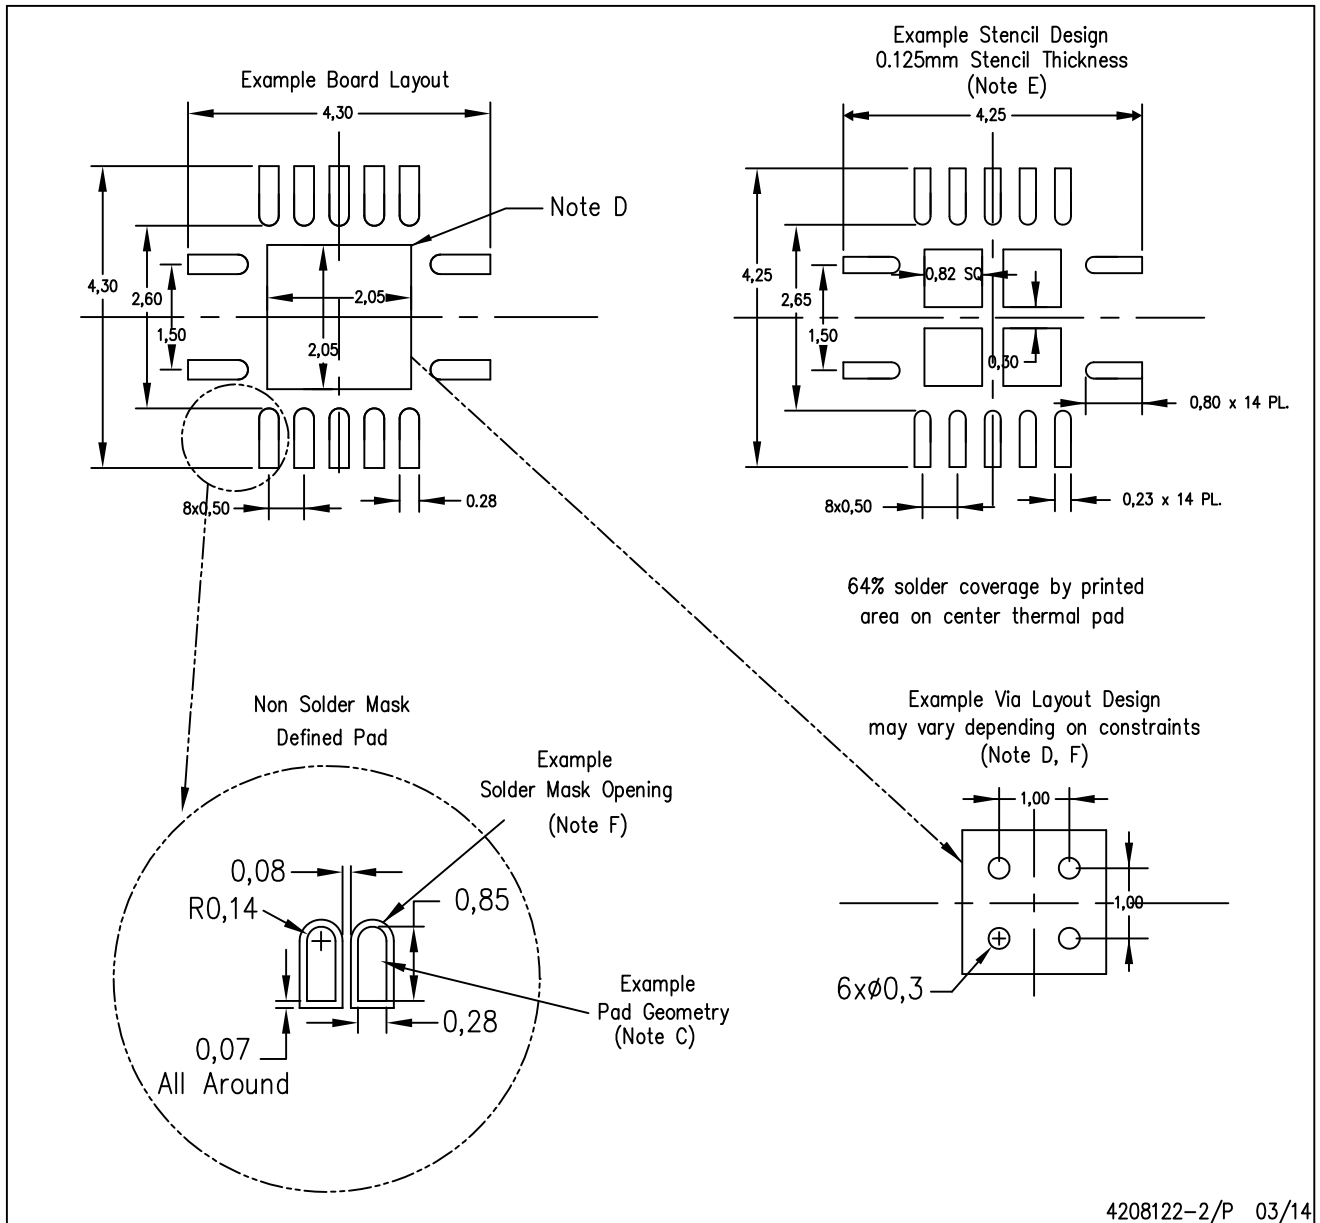 Example Board Layout
4,30
4,30
2,60
1,50
2,05
2,05
Note D
8x0,50
0.28
Example Stencil Design
0.125mm Stencil Thickness
(Note E)
4,25
4,25
2,65
1,50
0,82 SQ
0,30
0,80 x 14 PL.
8x0,50
0,23 x 14 PL.
64% solder coverage by printed
area on center thermal pad
Non Solder Mask
Defined Pad
Example
Solder Mask Opening
(Note F)
0,08
R0,14
0,85
0,28
0,07
All Around
Example
Pad Geometry
(Note C)
Example Via Layout Design
may vary depending on constraints
(Note D, F)
1,00
1,00
6xø0,3
4208122-2/P 03/14